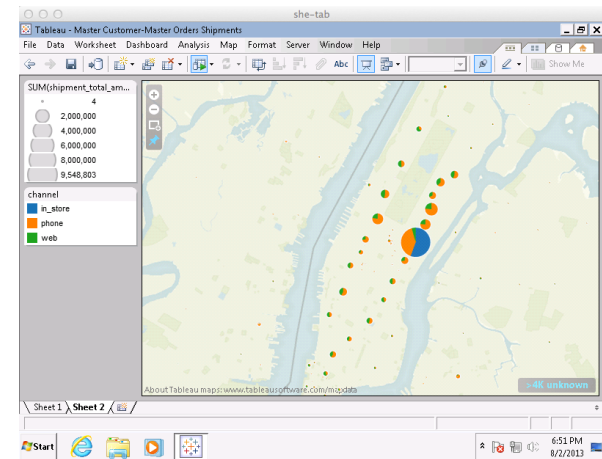 she-tab
Tableau - Master Customer-Master Orders Shipments
File Data Worksheet Dashboard Analysis Map Format Server Window Help
Abc
Show Me
SUM(shipment_total_am...
4
2,000,000
4,000,000
6,000,000
8,000,000
9,548,803
channel
in_store
phone
web
About Tableau maps: www.tableausoftware.com/mapdata
>4K unknown
Sheet 1 Sheet 2
Start
6:51 PM
8/2/2013